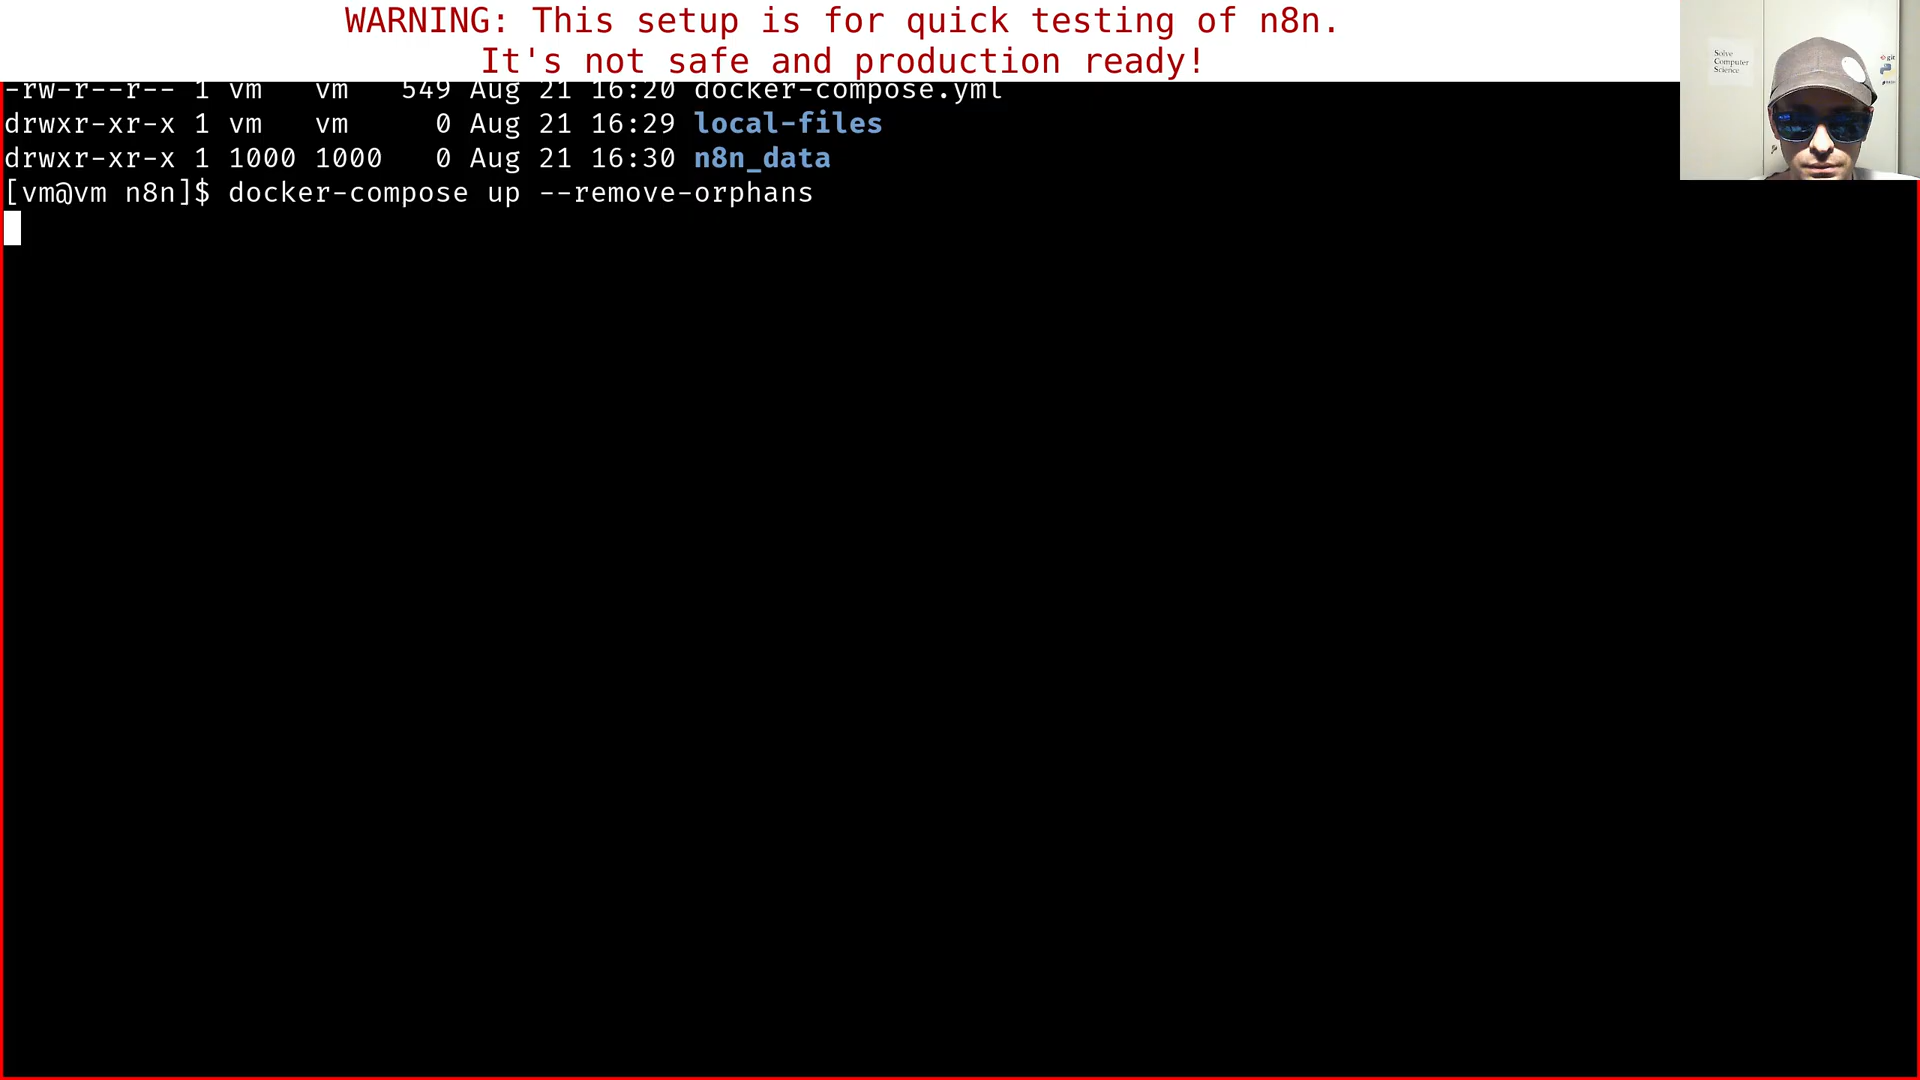 WARNING: This setup is for quick testing of n8n.
It's not safe and production ready!
-rw-r--r-- 1 vm   vm   549 Aug 21 16:20 docker-compose.yml
drwxr-xr-x 1 vm   vm     0 Aug 21 16:29 local-files
drwxr-xr-x 1 1000 1000   0 Aug 21 16:30 n8n_data
[vm@vm n8n]$ docker-compose up --remove-orphans
Solve
Computer
Science
git